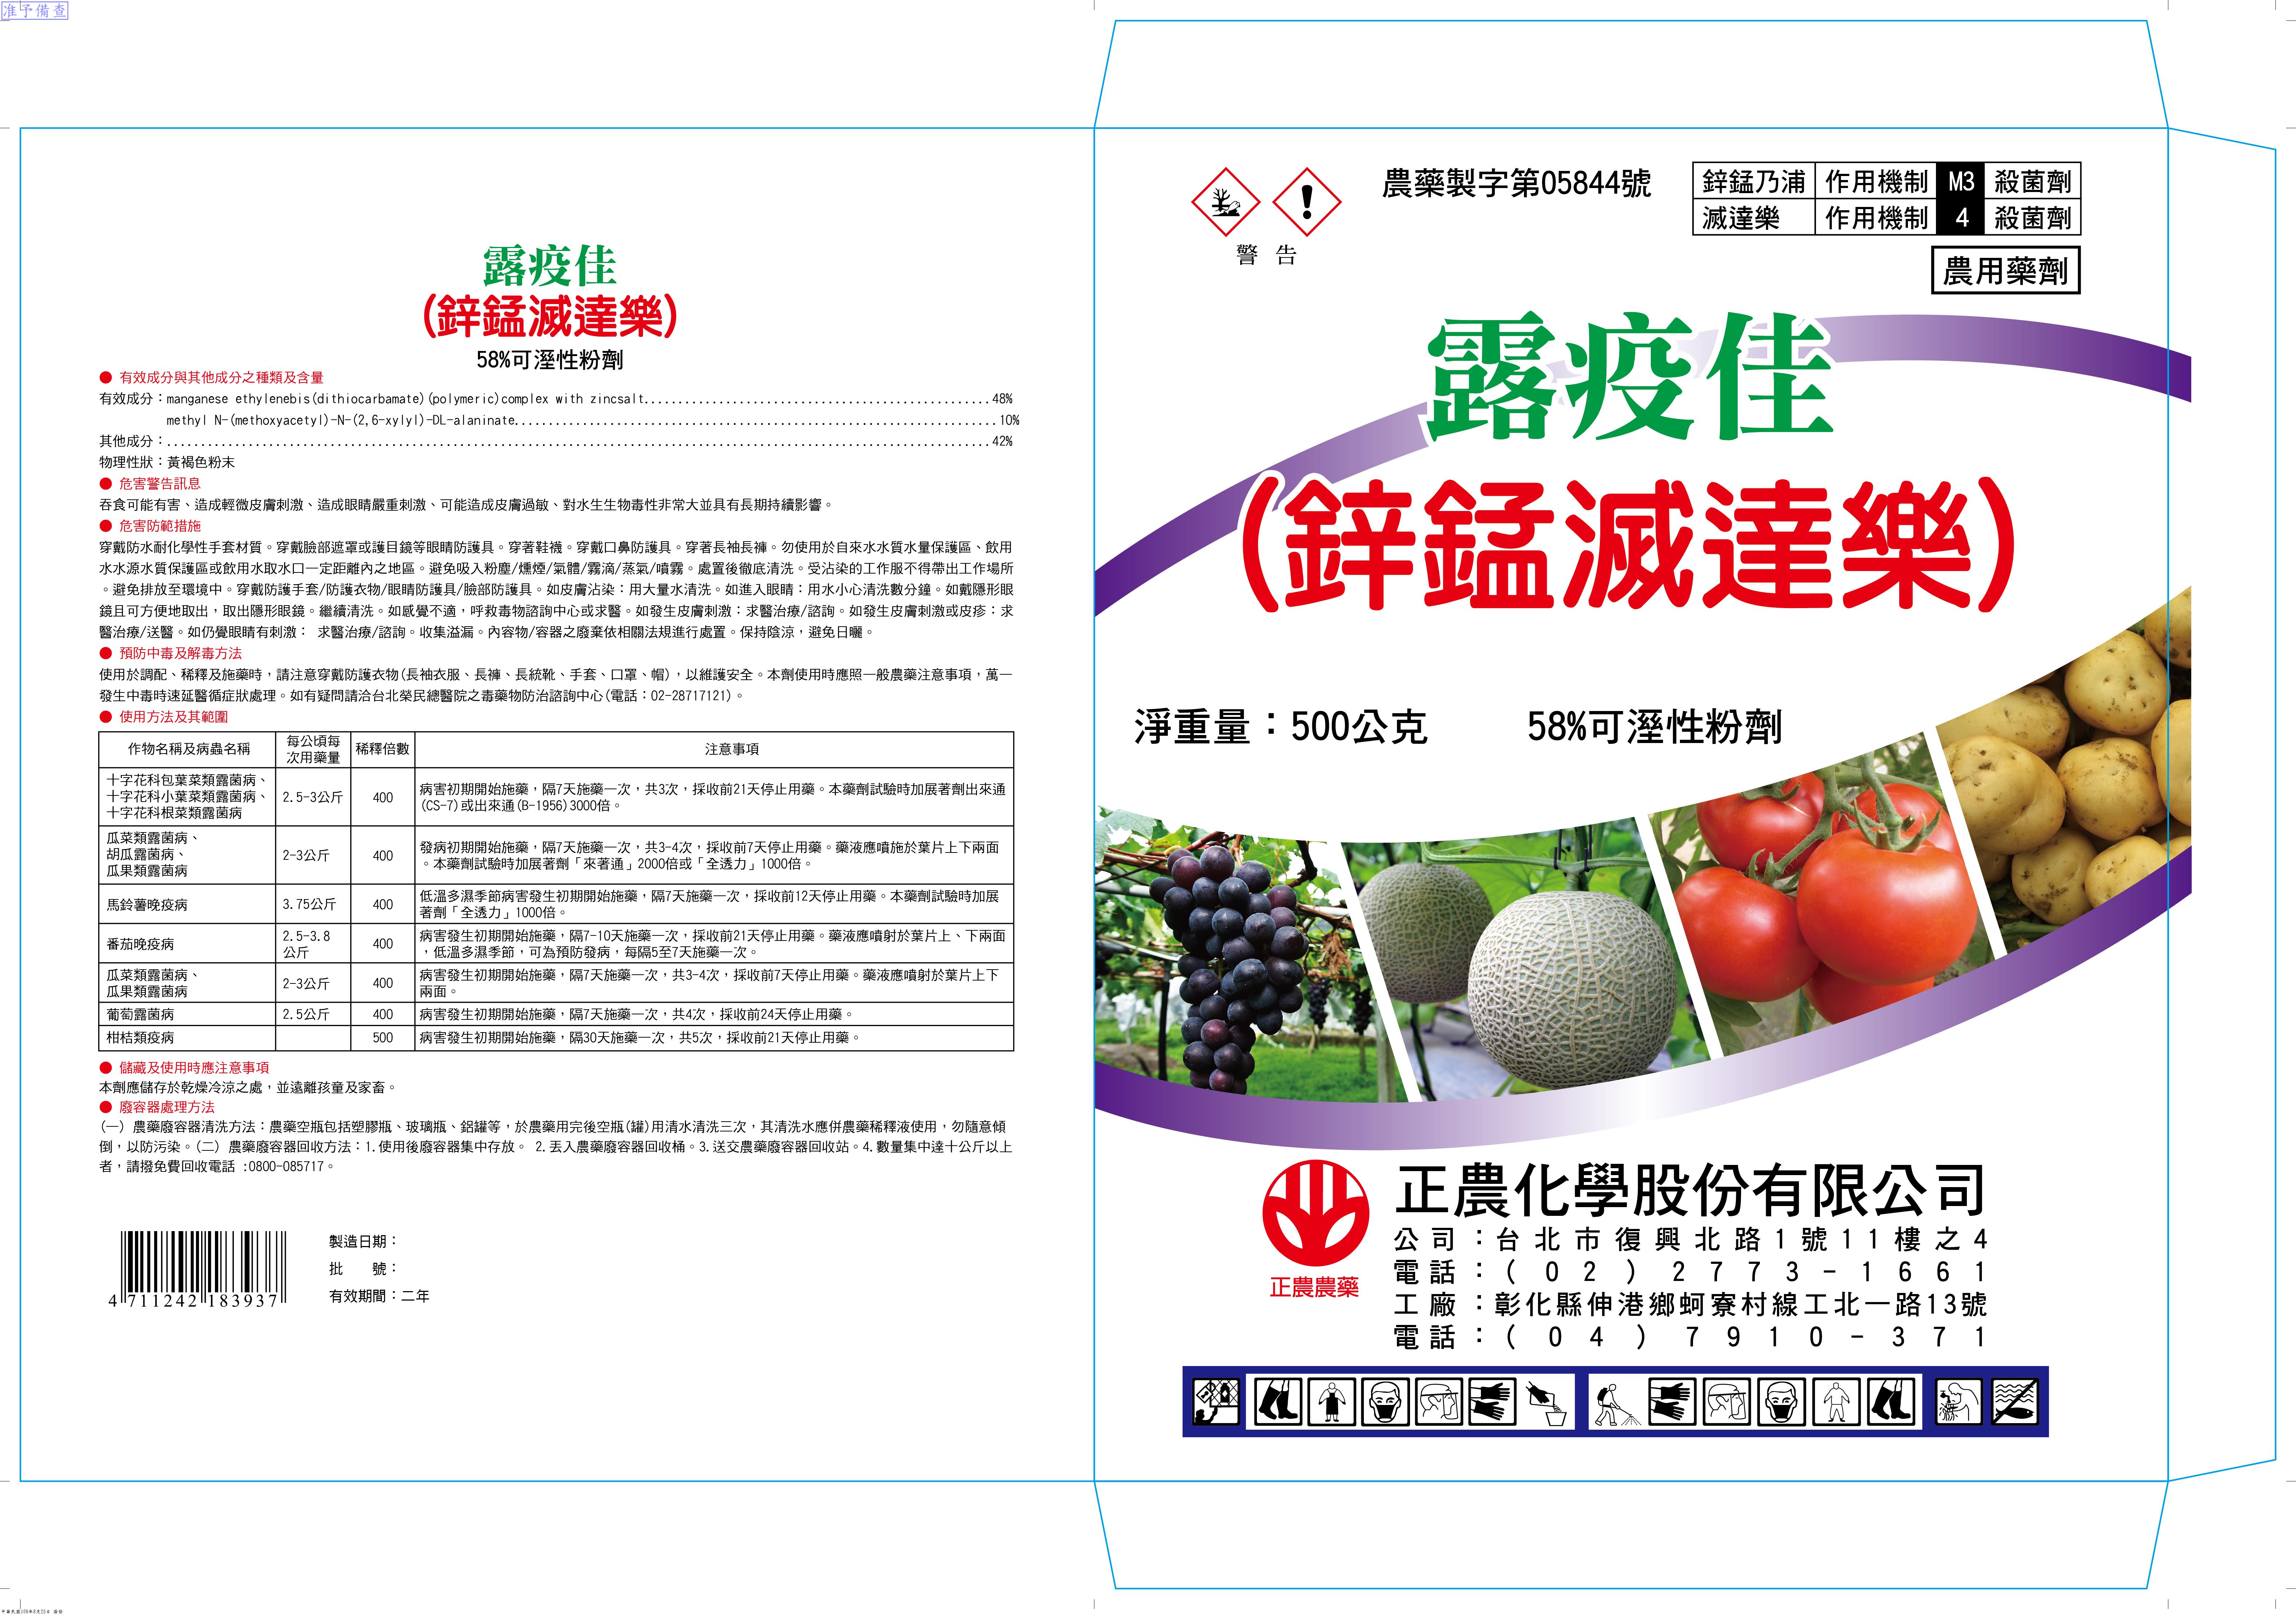 准予備查
露疫佳
(鋅錳滅達樂)
58%可溼性粉劑
● 有效成分與其他成分之種類及含量
有效成分：manganese ethylenebis(dithiocarbamate)(polymeric)complex with zincsalt...................................................48%
methyl N-(methoxyacetyl)-N-(2,6-xylyl)-DL-alaninate.......................................................................10%
其他成分：..........................................................................................................................42%
物理性狀：黃褐色粉末
● 危害警告訊息
吞食可能有害、造成輕微皮膚刺激、造成眼睛嚴重刺激、可能造成皮膚過敏、對水生生物毒性非常大並具有長期持續影響。
● 危害防範措施
穿戴防水耐化學性手套材質。穿戴臉部遮罩或護目鏡等眼睛防護具。穿著鞋襪。穿戴口鼻防護具。穿著長袖長褲。勿使用於自來水水質水量保護區、飲用
水水源水質保護區或飲用水取水口一定距離內之地區。避免吸入粉塵/燻煙/氣體/霧滴/蒸氣/噴霧。處置後徹底清洗。受沾染的工作服不得帶出工作場所
。避免排放至環境中。穿戴防護手套/防護衣物/眼睛防護具/臉部防護具。如皮膚沾染：用大量水清洗。如進入眼睛：用水小心清洗數分鐘。如戴隱形眼
鏡且可方便地取出，取出隱形眼鏡。繼續清洗。如感覺不適，呼救毒物諮詢中心或求醫。如發生皮膚刺激：求醫治療/諮詢。如發生皮膚刺激或皮疹：求
醫治療/送醫。如仍覺眼睛有刺激： 求醫治療/諮詢。收集溢漏。內容物/容器之廢棄依相關法規進行處置。保持陰涼，避免日曬。
● 預防中毒及解毒方法
使用於調配、稀釋及施藥時，請注意穿戴防護衣物(長袖衣服、長褲、長統靴、手套、口罩、帽)，以維護安全。本劑使用時應照一般農藥注意事項，萬一
發生中毒時速延醫循症狀處理。如有疑問請洽台北榮民總醫院之毒藥物防治諮詢中心(電話：02-28717121)。
● 使用方法及其範圍
作物名稱及病蟲名稱 每公頃每次用藥量 稀釋倍數 注意事項
十字花科包葉菜類露菌病、
十字花科小葉菜類露菌病、
十字花科根菜類露菌病
2.5-3公斤 400
病害初期開始施藥，隔7天施藥一次，共3次，採收前21天停止用藥。本藥劑試驗時加展著劑出來通
(CS-7)或出來通(B-1956)3000倍。
瓜菜類露菌病、
胡瓜露菌病、
瓜果類露菌病
2-3公斤 400
發病初期開始施藥，隔7天施藥一次，共3-4次，採收前7天停止用藥。藥液應噴施於葉片上下兩面
。本藥劑試驗時加展著劑「來著通」2000倍或「全透力」1000倍。
馬鈴薯晚疫病 3.75公斤 400
低溫多濕季節病害發生初期開始施藥，隔7天施藥一次，採收前12天停止用藥。本藥劑試驗時加展
著劑「全透力」1000倍。
番茄晚疫病 2.5-3.8公斤 400
病害發生初期開始施藥，隔7-10天施藥一次，採收前21天停止用藥。藥液應噴射於葉片上、下兩面
，低溫多濕季節，可為預防發病，每隔5至7天施藥一次。
瓜菜類露菌病、
瓜果類露菌病
2-3公斤 400
病害發生初期開始施藥，隔7天施藥一次，共3-4次，採收前7天停止用藥。藥液應噴射於葉片上下
兩面。
葡萄露菌病 2.5公斤 400 病害發生初期開始施藥，隔7天施藥一次，共4次，採收前24天停止用藥。
柑桔類疫病 500 病害發生初期開始施藥，隔30天施藥一次，共5次，採收前21天停止用藥。
● 儲藏及使用時應注意事項
本劑應儲存於乾燥冷涼之處，並遠離孩童及家畜。
● 廢容器處理方法
(一) 農藥廢容器清洗方法：農藥空瓶包括塑膠瓶、玻璃瓶、鋁罐等，於農藥用完後空瓶(罐)用清水清洗三次，其清洗水應併農藥稀釋液使用，勿隨意傾
倒，以防污染。(二) 農藥廢容器回收方法：1.使用後廢容器集中存放。 2.丟入農藥廢容器回收桶。3.送交農藥廢容器回收站。4.數量集中達十公斤以上
者，請撥免費回收電話 :0800-085717。
4 711242 183937
製造日期：
批　　號：
有效期間：二年
警 告
農藥製字第05844號
鋅錳乃浦 作用機制 M3 殺菌劑
滅達樂 作用機制 4 殺菌劑
農用藥劑
露疫佳
(鋅錳滅達樂)
淨重量：500公克 58%可溼性粉劑
正農農藥
正農化學股份有限公司
公司：台北市復興北路1號11樓之4
電話：(02)2773-1661
工廠：彰化縣伸港鄉蚵寮村線工北一路13號
電話：(04)7910-371